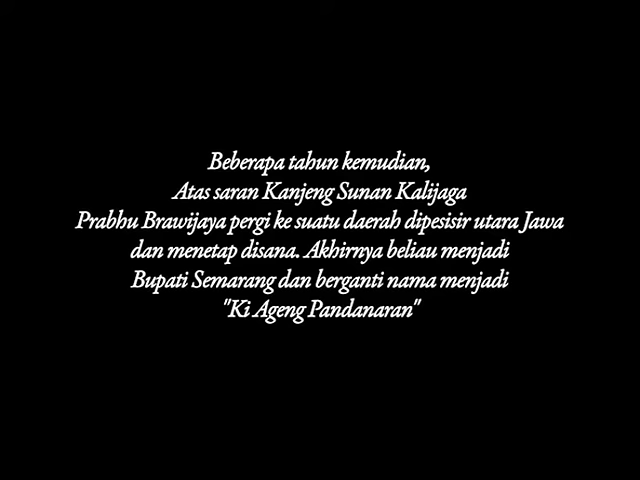 Beberapa tahun kemudian,
Atas saran Kanjeng Sunan Kalijaga
Prabhu Brawijaya pergi ke suatu daerah dipesisir utara Jawa
dan menetap disana. Akhirnya beliau menjadi
Bupati Semarang dan berganti nama menjadi
"Ki Ageng Pandanaran"